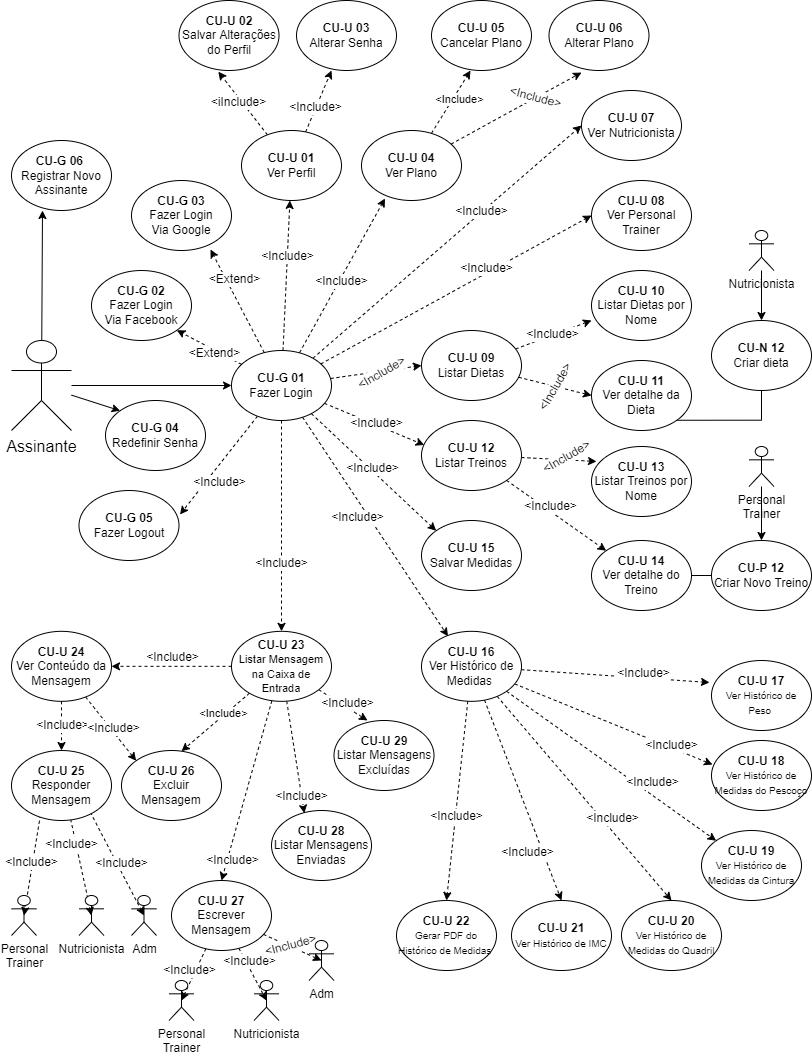 CU-U 02
Salvar Alterações
do Perfil
CU-U 03
Alterar Senha
CU-U 05
Cancelar Plano
CU-U 06
Alterar Plano
<iInclude>
<Include>
<Include>
<Include>
CU-U 07
Ver Nutricionista
CU-G 06
Registrar Novo
Assinante
CU-U 01
Ver Perfil
CU-U 04
Ver Plano
CU-G 03
Fazer Login
Via Google
<Include>
CU-U 08
Ver Personal
Trainer
<Extend>
<Include>
<Include>
<Include>
Nutricionista
CU-G 02
Fazer Login
Via Facebook
CU-U 10
Listar Dietas por
Nome
<Include>
<Extend>
CU-N 12
Criar dieta
CU-U 09
Listar Dietas
<Include>
CU-G 01
Fazer Login
<Include>
CU-U 11
Ver detalhe da
Dieta
Assinante
CU-G 04
Redefinir Senha
<Include>
CU-U 12
Listar Treinos
<Include>
CU-U 13
Listar Treinos por
Nome
<Include>
<Include>
Personal
Trainer
<Include>
<Include>
CU-G 05
Fazer Logout
CU-U 15
Salvar Medidas
<Include>
CU-U 14
Ver detalhe do
Treino
CU-P 12
Criar Novo Treino
CU-U 24
Ver Conteúdo da
Mensagem
<Include>
CU-U 23
Listar Mensagem
na Caixa de
Entrada
CU-U 16
Ver Histórico de
Medidas
<Include>
CU-U 17
Ver Histórico de
Peso
<Include>
<Include>
<Include>
<Include>
CU-U 29
Listar Mensagens
Excluídas
<Include>
CU-U 18
Ver Histórico de
Medidas do Pescoço
CU-U 25
Responder
Mensagem
CU-U 26
Excluir
Mensagem
<Include>
<Include>
<Include>
<Include>
<Include>
CU-U 28
Listar Mensagens
Enviadas
<Include>
CU-U 19
Ver Histórico de
Medidas da Cintura
<Include>
<Include>
<Include>
<Include>
CU-U 27
Escrever
Mensagem
CU-U 22
Gerar PDF do
Histórico de Medidas
CU-U 21
Ver Histórico de IMC
CU-U 20
Ver Histórico de
Medidas do Quadril
Personal
Trainer
Nutricionista
Adm
<Include>
<Include>
<Include>
Adm
Personal
Trainer
Nutricionista